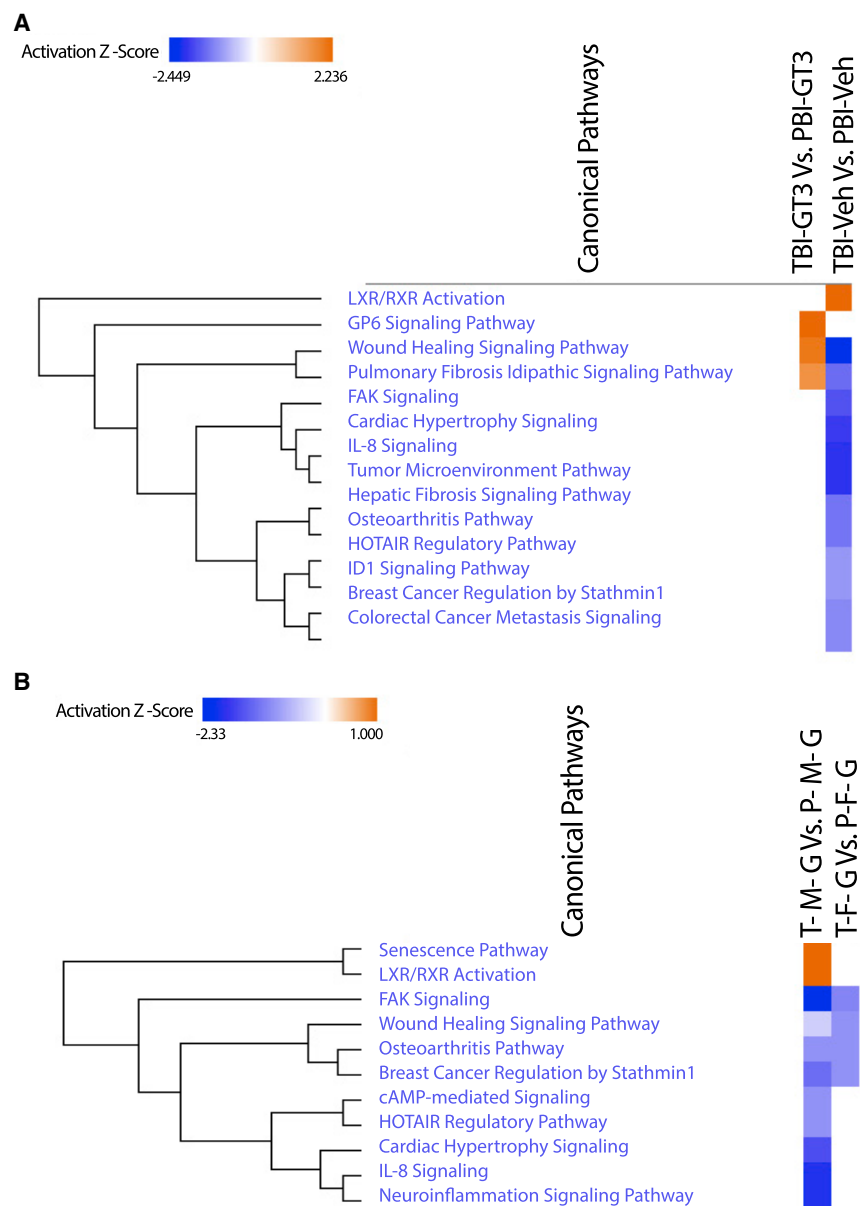 A
Activation Z -Score
-2.449
2.236
Canonical Pathways
TBI-GT3 Vs. PBI-GT3
TBI-Veh Vs. PBI-Veh
LXR/RXR Activation
GP6 Signaling Pathway
Wound Healing Signaling Pathway
Pulmonary Fibrosis Idipathic Signaling Pathway
FAK Signaling
Cardiac Hypertrophy Signaling
IL-8 Signaling
Tumor Microenvironment Pathway
Hepatic Fibrosis Signaling Pathway
Osteoarthritis Pathway
HOTAIR Regulatory Pathway
ID1 Signaling Pathway
Breast Cancer Regulation by Stathmin1
Colorectal Cancer Metastasis Signaling
B
Activation Z -Score
-2.33
1.000
Canonical Pathways
T- M- G Vs. P- M- G
T-F- G Vs. P-F- G
Senescence Pathway
LXR/RXR Activation
FAK Signaling
Wound Healing Signaling Pathway
Osteoarthritis Pathway
Breast Cancer Regulation by Stathmin1
cAMP-mediated Signaling
HOTAIR Regulatory Pathway
Cardiac Hypertrophy Signaling
IL-8 Signaling
Neuroinflammation Signaling Pathway